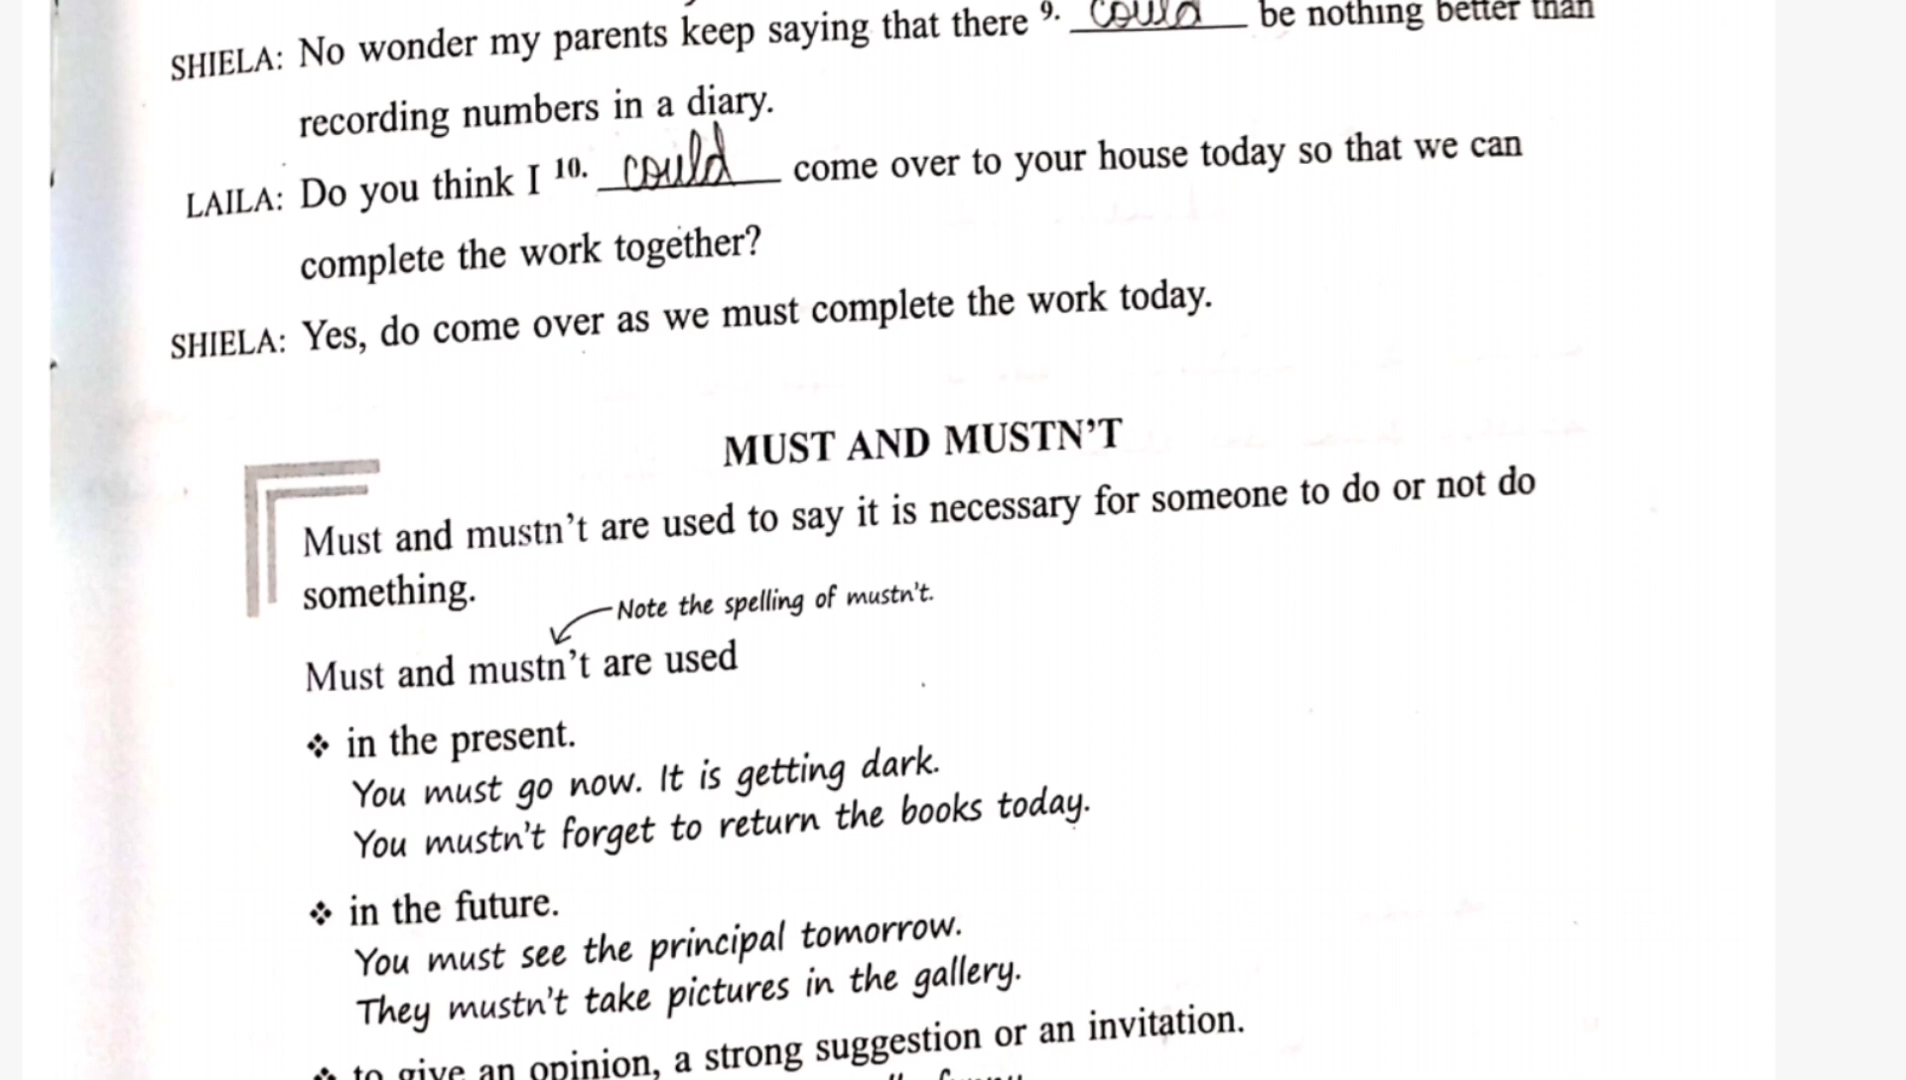 SHIELA: No wonder my parents keep saying that there 9. could be nothing better than
recording numbers in a diary.
LAILA: Do you think I 10. could come over to your house today so that we can
complete the work together?
SHIELA: Yes, do come over as we must complete the work today.
MUST AND MUSTN'T
Must and mustn't are used to say it is necessary for someone to do or not do
something.
Note the spelling of mustn't.
Must and mustn't are used
❖ in the present.
You must go now. It is getting dark.
You mustn't forget to return the books today.
❖ in the future.
You must see the principal tomorrow.
They mustn't take pictures in the gallery.
❖ to give an opinion, a strong suggestion or an invitation.